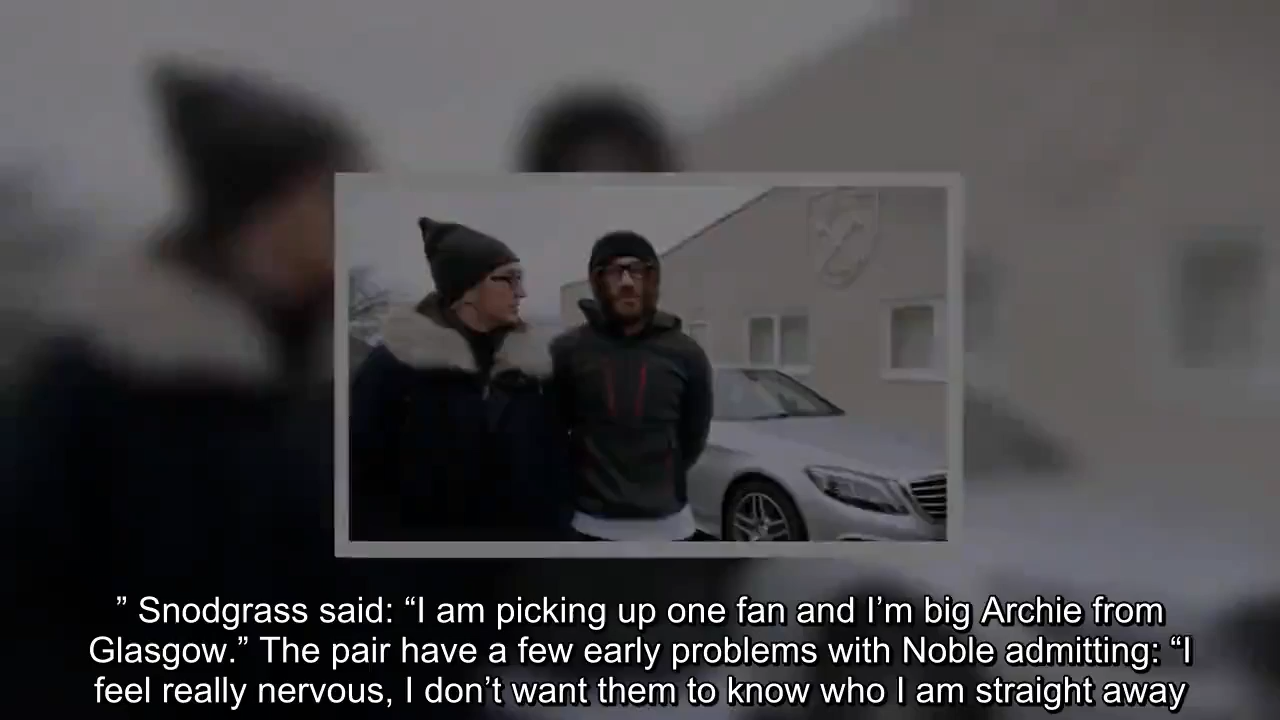 ” Snodgrass said: “I am picking up one fan and I’m big Archie from
Glasgow.” The pair have a few early problems with Noble admitting: “I
feel really nervous, I don’t want them to know who I am straight away